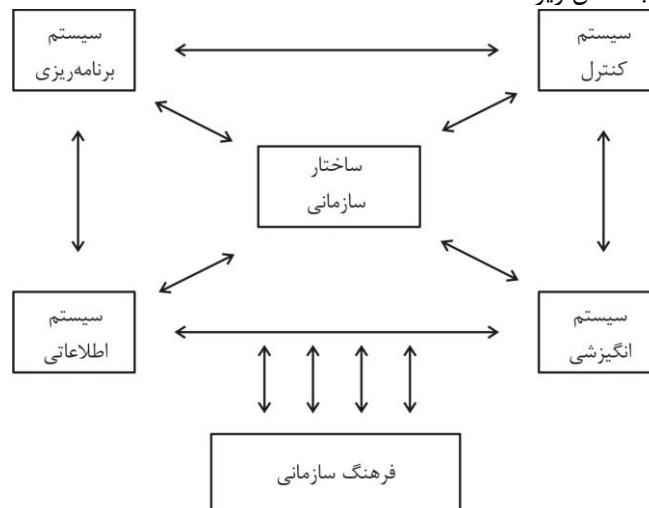 سیستم
کنترل
سیستم
برنامه‌ریزی
ساختار
سازمانی
سیستم
انگیزشی
سیستم
اطلاعاتی
فرهنگ سازمانی